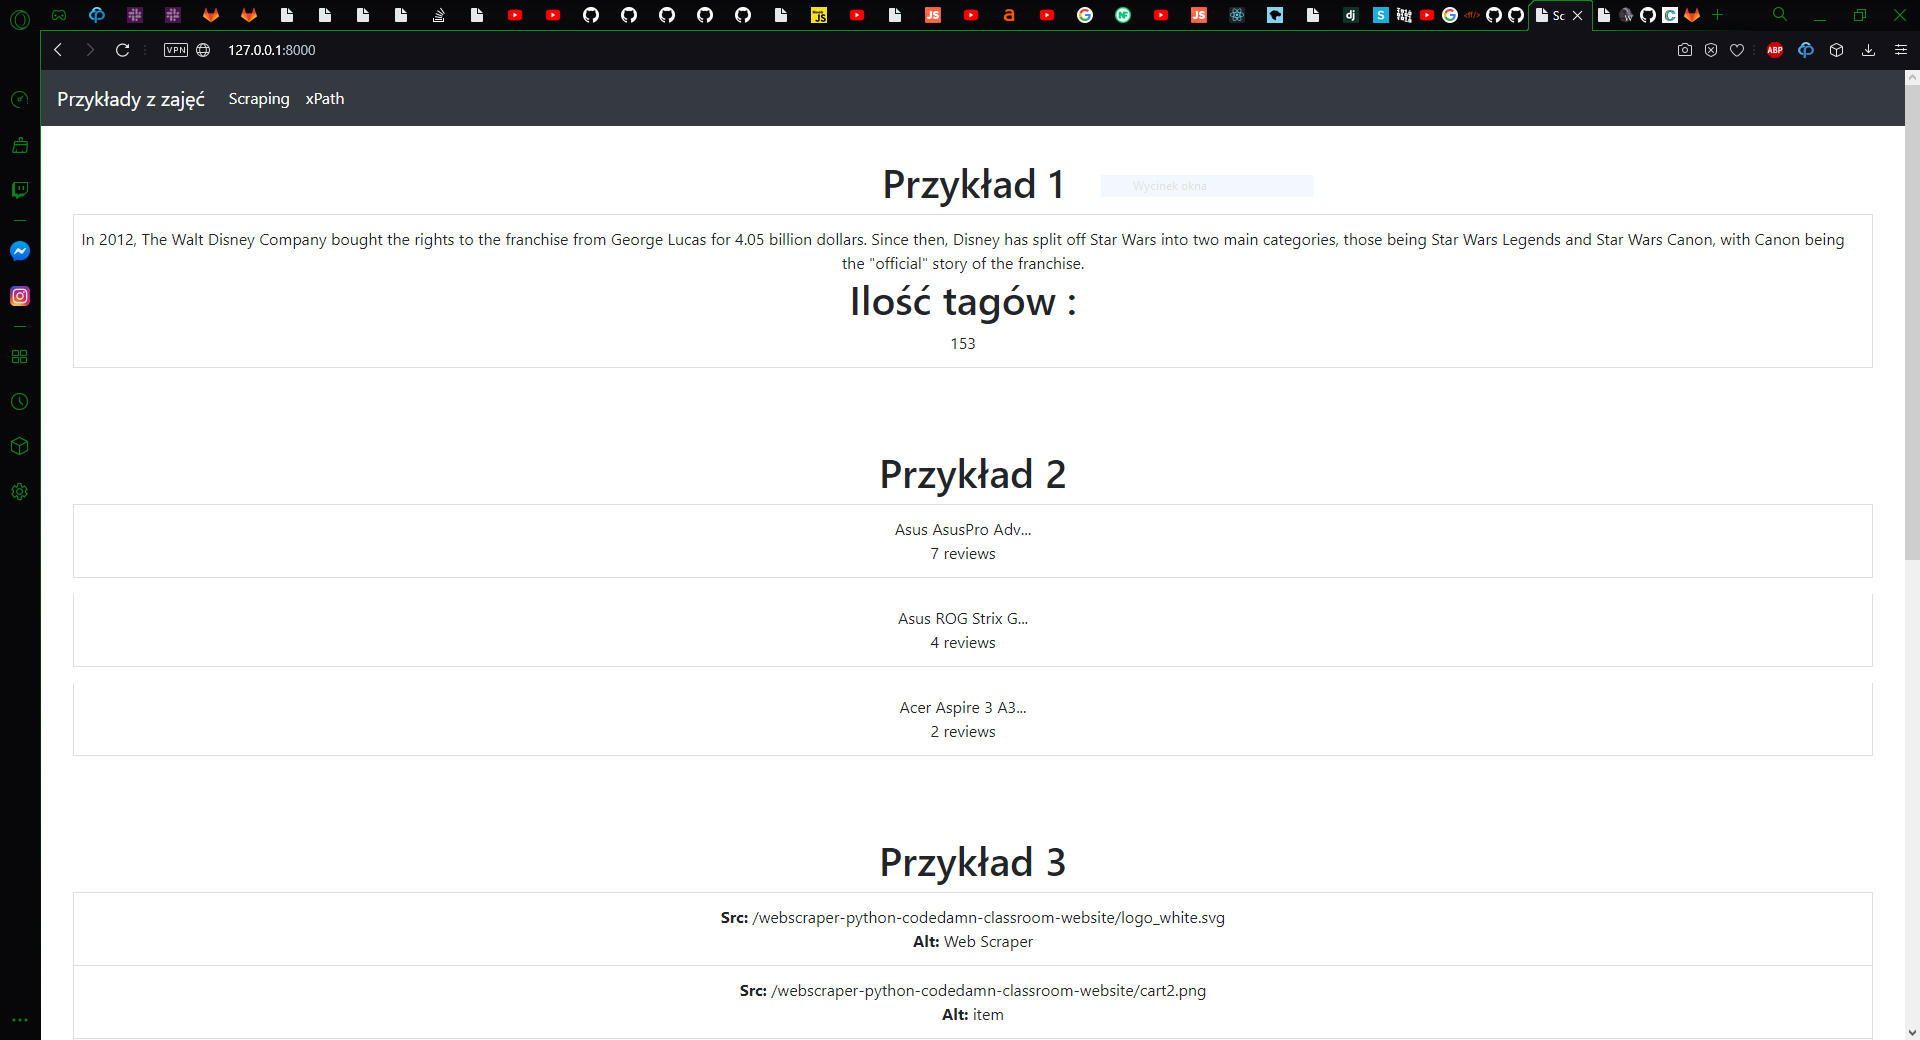 Sc
VPN
127.0.0.1:8000
ABP
Przykłady z zajęć Scraping xPath
Przykład 1
Wycinek okna
In 2012, The Walt Disney Company bought the rights to the franchise from George Lucas for 4.05 billion dollars. Since then, Disney has split off Star Wars into two main categories, those being Star Wars Legends and Star Wars Canon, with Canon being
the "official" story of the franchise.
Ilość tagów :
153
Przykład 2
Asus AsusPro Adv...
7 reviews
Asus ROG Strix G...
4 reviews
Acer Aspire 3 A3...
2 reviews
Przykład 3
Src: /webscraper-python-codedamn-classroom-website/logo_white.svg
Alt: Web Scraper
Src: /webscraper-python-codedamn-classroom-website/cart2.png
Alt: item